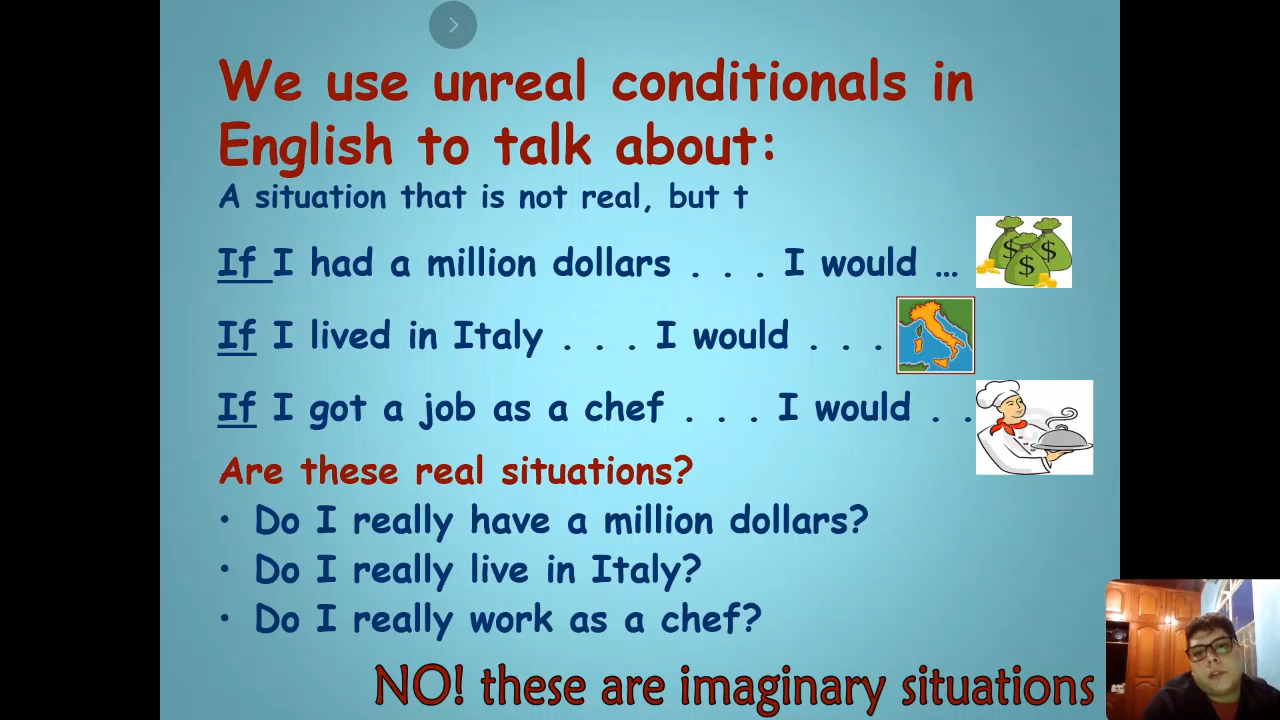 We use unreal conditionals in
English to talk about:
A situation that is not real, but t
If I had a million dollars . . . I would …
If I lived in Italy . . . I would . . .
If I got a job as a chef . . . I would . .
Are these real situations?
• Do I really have a million dollars?
• Do I really live in Italy?
• Do I really work as a chef?
NO! these are imaginary situations